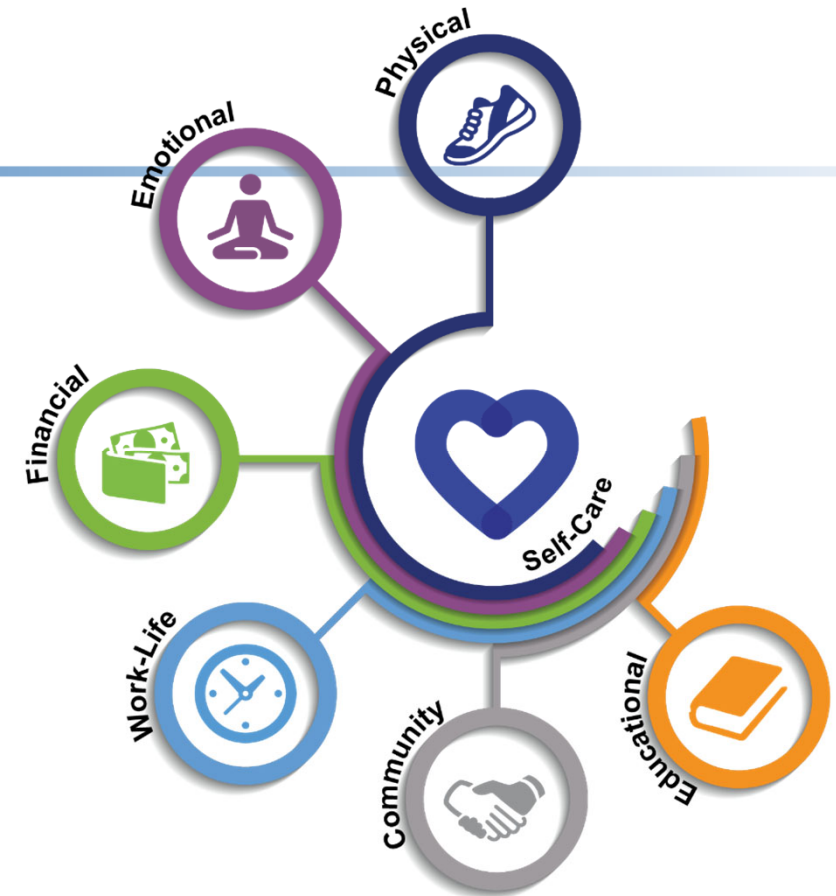 Physical
Emotional
Financial
Self-Care
Work-Life
Educational
Community